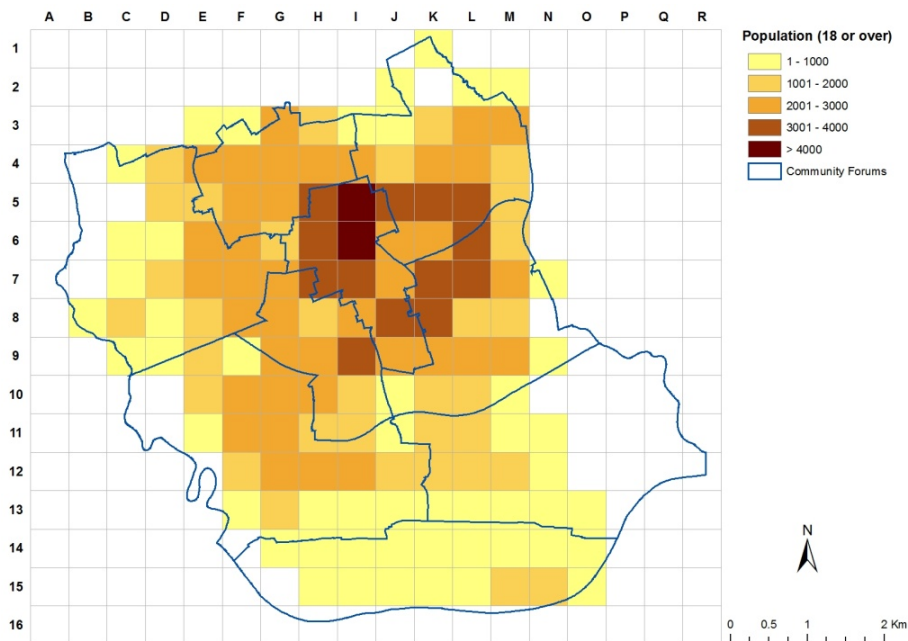 A B C D E F G H I J K L M N O P Q R
1
2
3
4
5
6
7
8
9
10
11
12
13
14
15
16
Population (18 or over)
1 - 1000
1001 - 2000
2001 - 3000
3001 - 4000
> 4000
Community Forums
N
0 0.5 1 2 Km